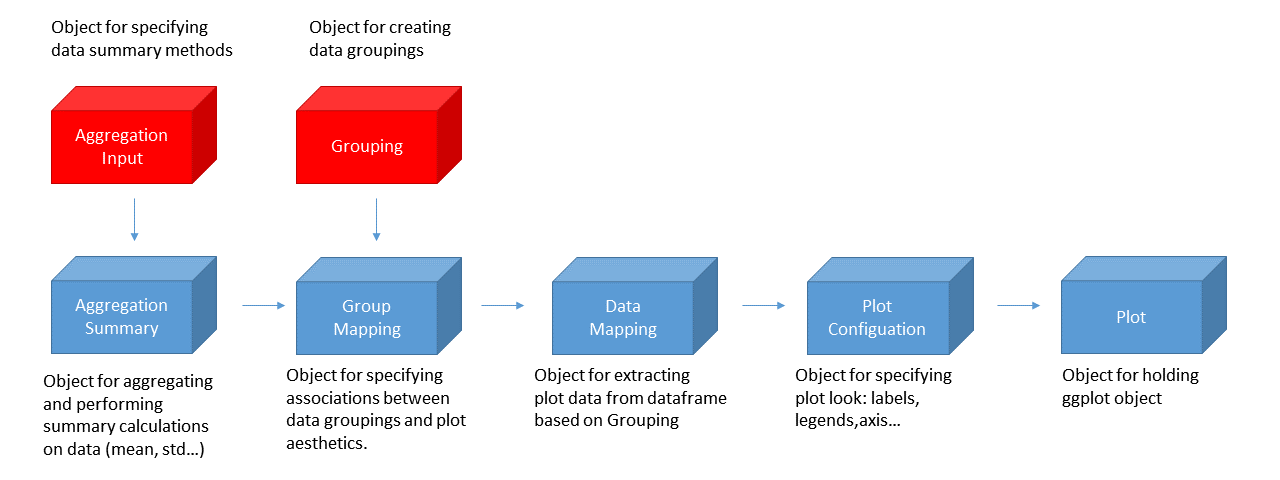 Object for specifying
data summary methods
Object for creating
data groupings
Aggregation
Input
Grouping
Aggregation
Summary
Group
Mapping
Data
Mapping
Plot
Configuation
Plot
Object for aggregating
and performing
summary calculations
on data (mean, std…)
Object for specifying
associations between
data groupings and plot
aesthetics.
Object for extracting
plot data from dataframe
based on Grouping
Object for specifying
plot look: labels,
legends,axis…
Object for holding
ggplot object